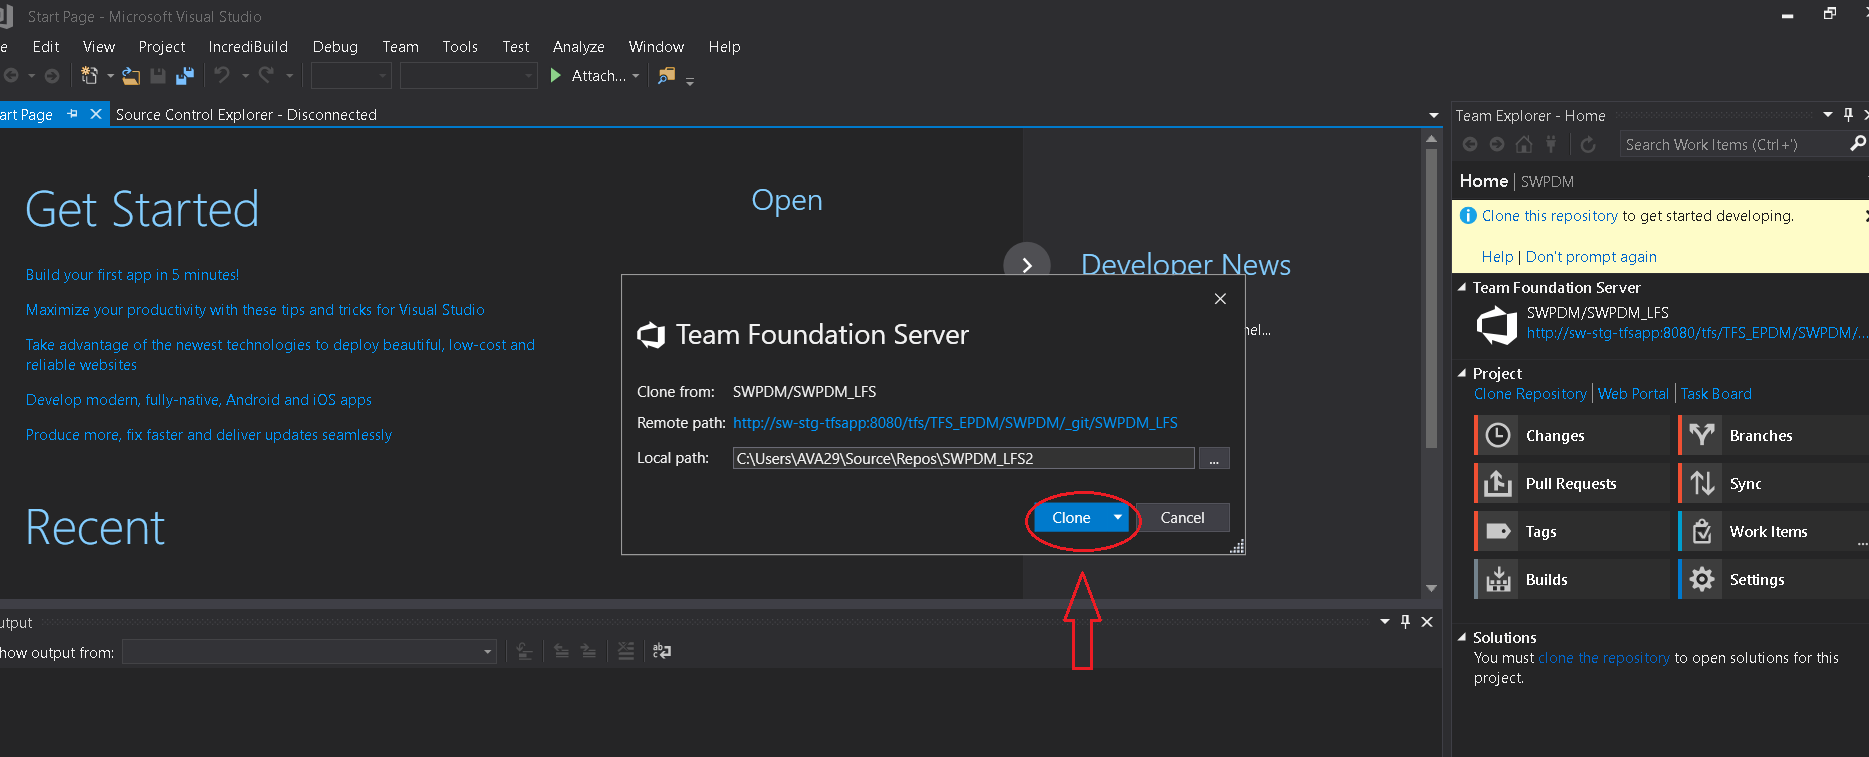 Start Page - Microsoft Visual Studio
e Edit View Project IncrediBuild Debug Team Tools Test Analyze Window Help
Attach...
art Page
Source Control Explorer - Disconnected
Get Started
Build your first app in 5 minutes!
Maximize your productivity with these tips and tricks for Visual Studio
Take advantage of the newest technologies to deploy beautiful, low-cost and
reliable websites
Develop modern, fully-native, Android and iOS apps
Produce more, fix faster and deliver updates seamlessly
Recent
Open
Developer News
nel...
Team Foundation Server
Clone from: SWPDM/SWPDM_LFS
Remote path: http://sw-stg-tfsapp:8080/tfs/TFS_EPDM/SWPDM/_git/SWPDM_LFS
Local path: C:\Users\AVA29\Source\Repos\SWPDM_LFS2 ...
Clone Cancel
utput
how output from:
Team Explorer - Home
Search Work Items (Ctrl+')
Home | SWPDM
Clone this repository to get started developing.
Help | Don't prompt again
Team Foundation Server
SWPDM/SWPDM_LFS
http://sw-stg-tfsapp:8080/tfs/TFS_EPDM/SWPDM/...
Project
Clone Repository | Web Portal | Task Board
Changes Branches
Pull Requests Sync
Tags Work Items ...
Builds Settings
Solutions
You must clone the repository to open solutions for this
project.